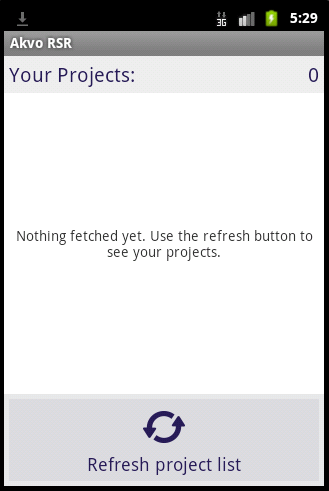 3G 5:29
Akvo RSR
Your Projects: 0
Nothing fetched yet. Use the refresh button to
see your projects.
Refresh project list